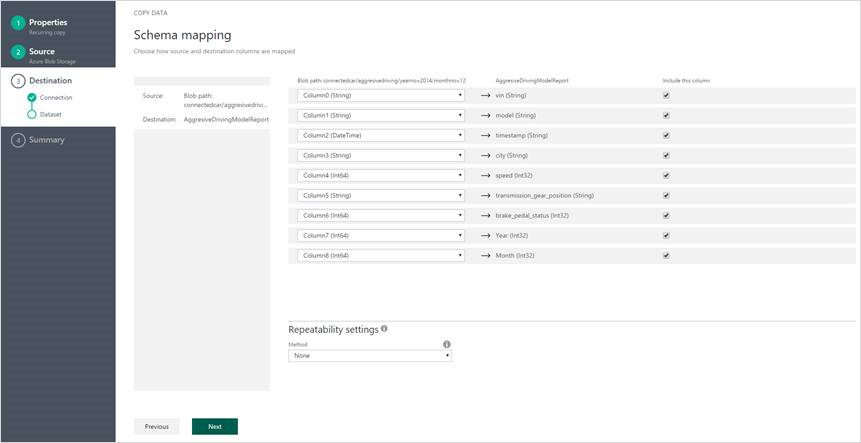 COPY DATA
1 Properties
Recurring copy
2 Source
Azure Blob Storage
3 Destination
Connection
Dataset
4 Summary
Schema mapping
Choose how source and destination columns are mapped
Source: Blob path: connectedcar/aggresivedrivi...
Destination: AggresiveDrivingModelReport
Blob path: connectedcar/aggresivedriving/yearno=2014/monthno=12 AggresiveDrivingModelReport Include this column
Column0 (String) → vin (String)
Column1 (String) → model (String)
Column2 (DateTime) → timestamp (String)
Column3 (String) → city (String)
Column4 (Int64) → speed (Int32)
Column5 (String) → transmission_gear_position (String)
Column6 (Int64) → brake_pedal_status (Int32)
Column7 (Int64) → Year (Int32)
Column8 (Int64) → Month (Int32)
Repeatability settings
Method
None
Previous Next